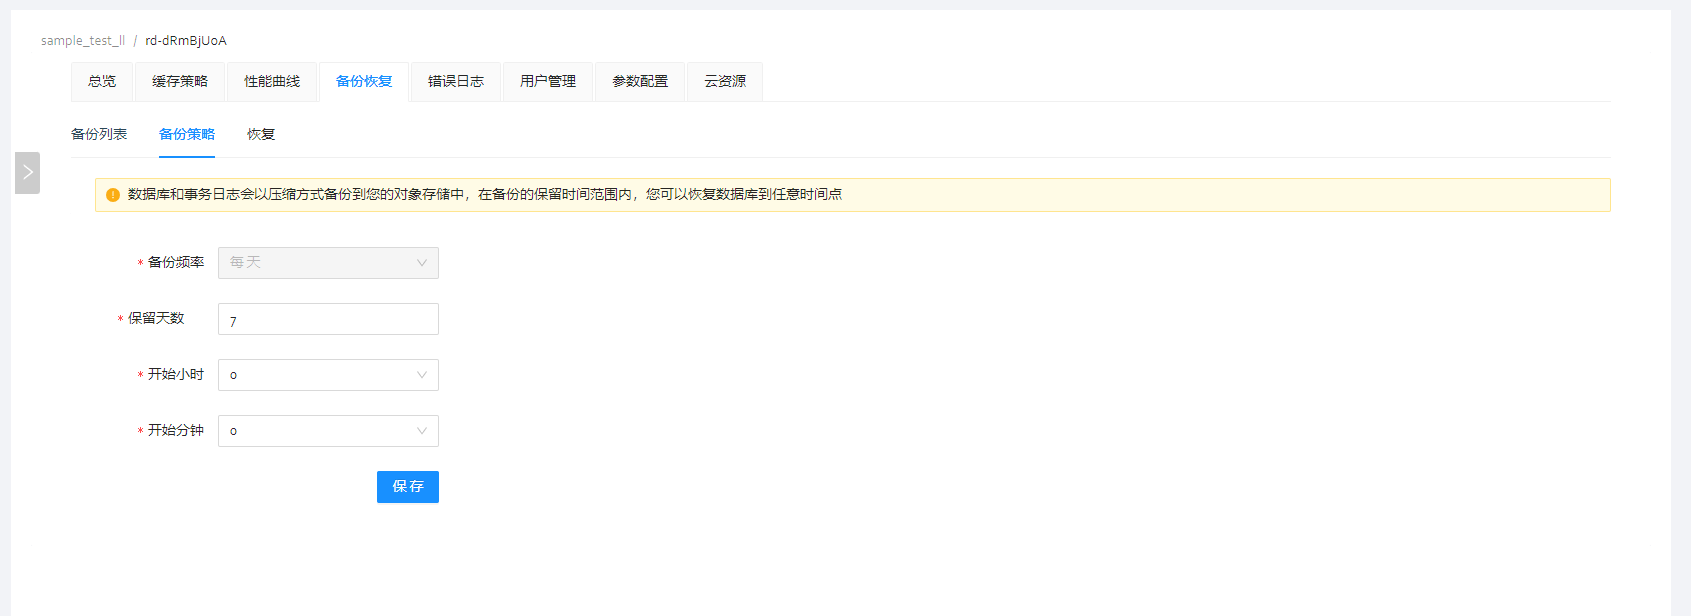 sample_test_ll / rd-dRmBjUoA
总览 缓存策略 性能曲线 备份恢复 错误日志 用户管理 参数配置 云资源
备份列表 备份策略 恢复
数据库和事务日志会以压缩方式备份到您的对象存储中，在备份的保留时间范围内，您可以恢复数据库到任意时间点
* 备份频率 每天
* 保留天数 7
* 开始小时 0
* 开始分钟 0
保存